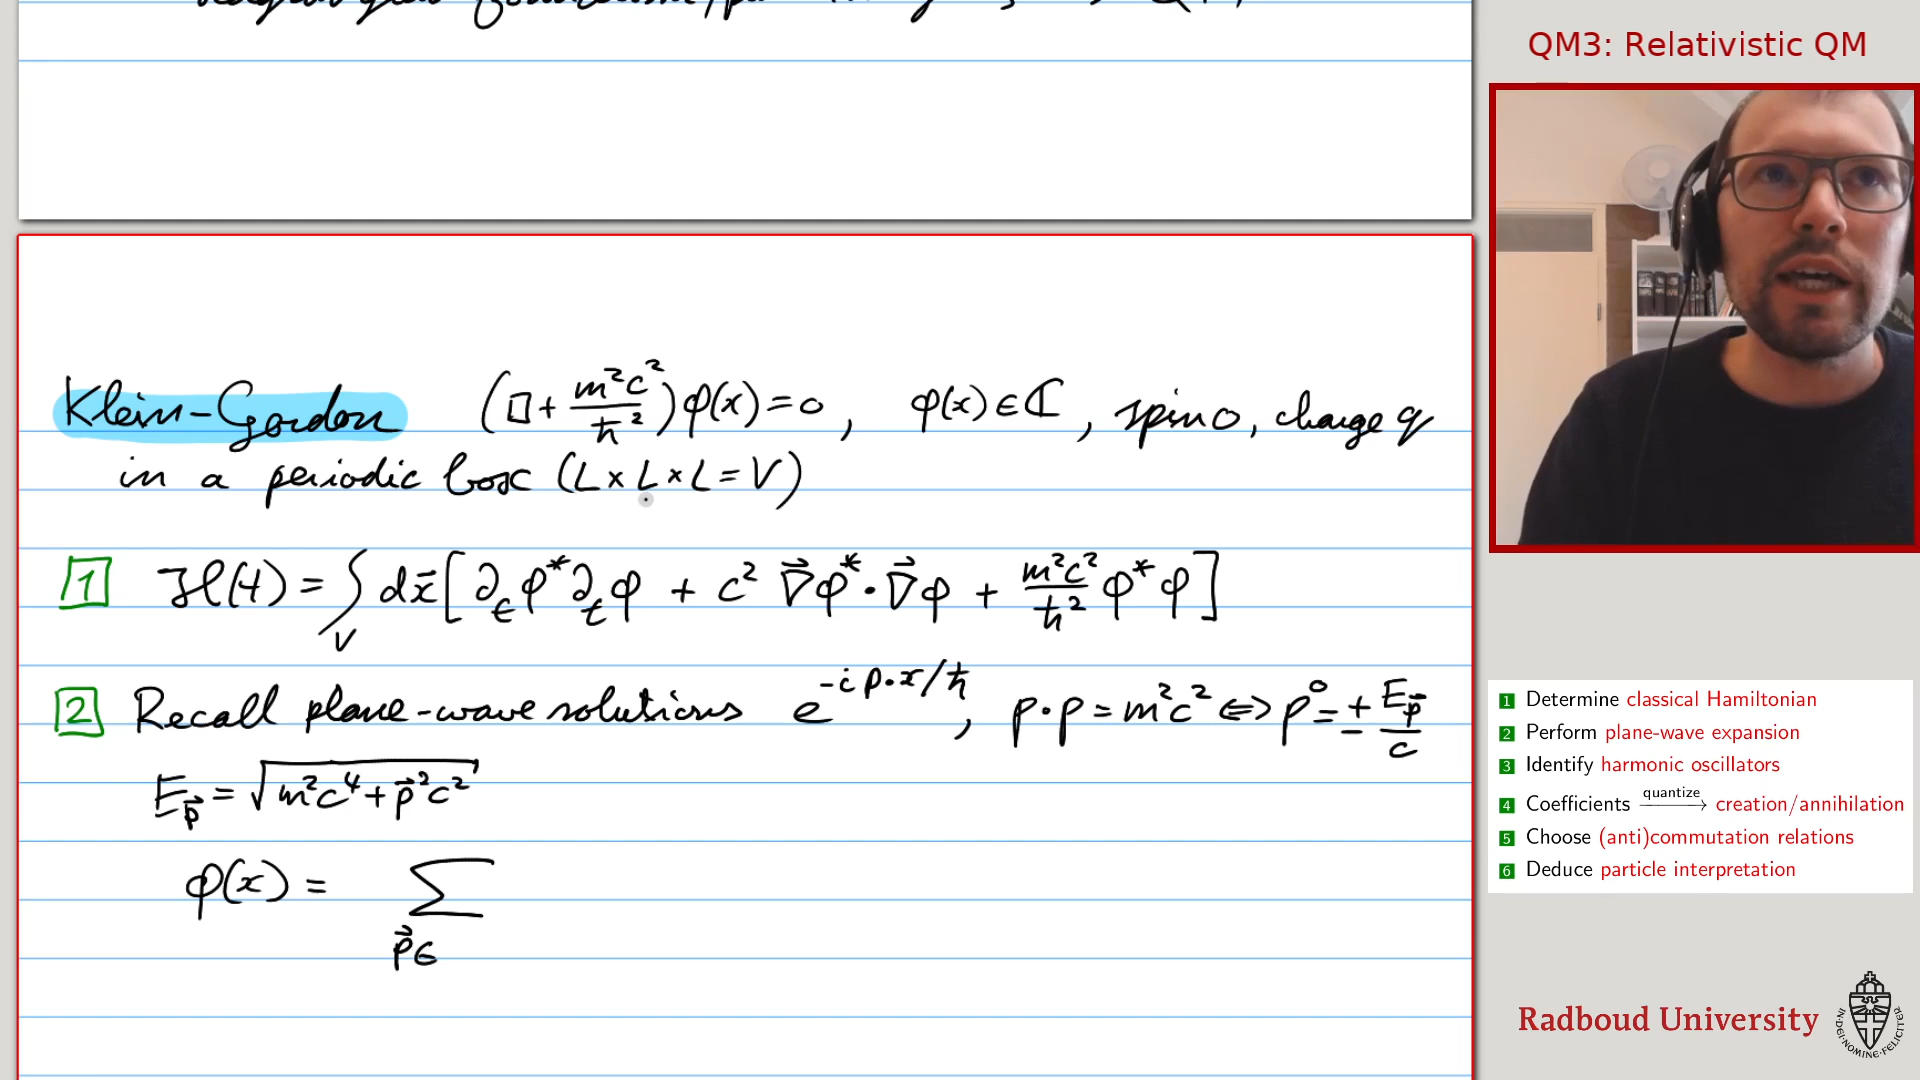 Klein-Gordon (□ + m²c²/ħ²)φ(x) = 0 , φ(x) ∈ ℂ , spin 0, charge q
in a periodic box (L×L×L = V)
1 H(t) = ∫_V dx⃗ [∂_t φ* ∂_t φ + c² ∇⃗φ* · ∇⃗φ + m²c²/ħ² φ* φ]
2 Recall plane-wave solutions e^{-i p·x/ħ} , p·p = m²c² ⇔ p⁰ = ± E_p⃗/c
E_p⃗ = √(m²c⁴ + p⃗²c²)
φ(x) = Σ_{p⃗∈}
QM3: Relativistic QM
1 Determine classical Hamiltonian
2 Perform plane-wave expansion
3 Identify harmonic oscillators
4 Coefficients quantize→ creation/annihilation
5 Choose (anti)commutation relations
6 Deduce particle interpretation
Radboud University